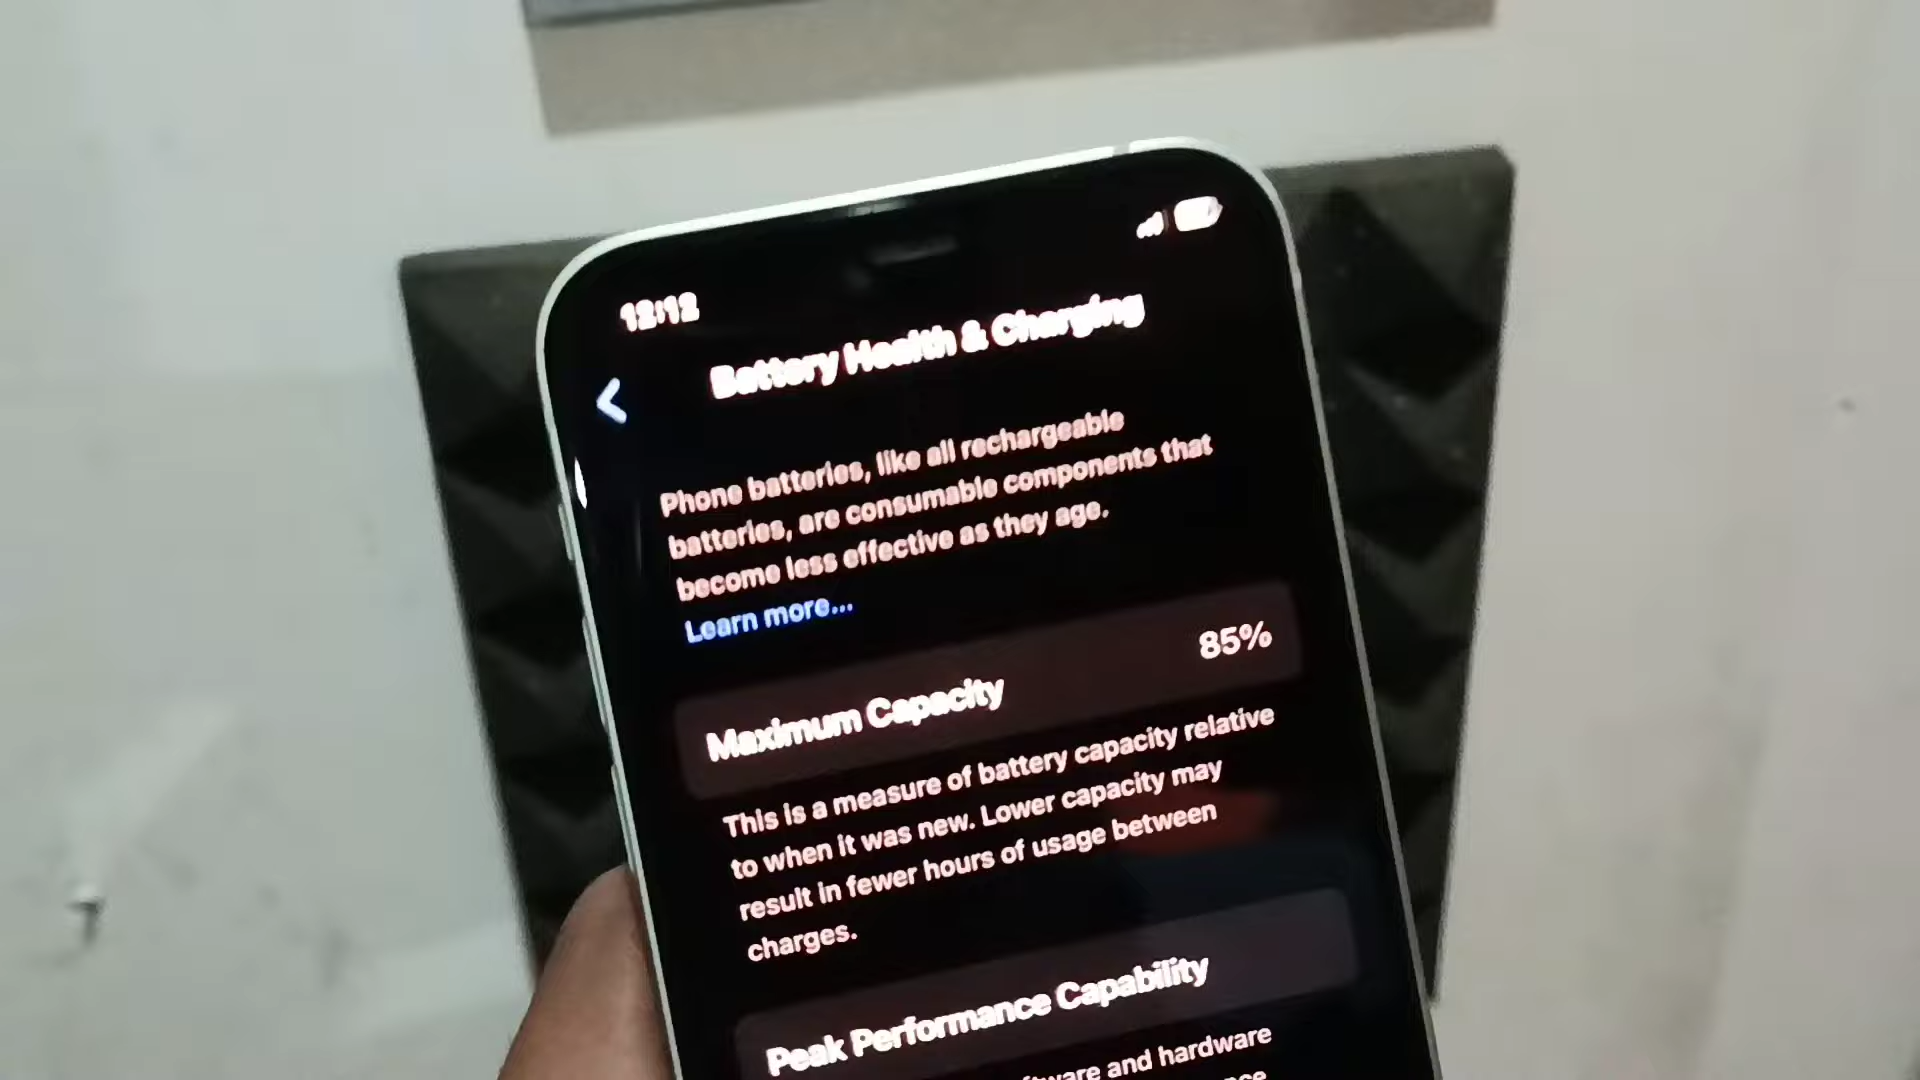 12:12
Battery Health & Charging
Phone batteries, like all rechargeable
batteries, are consumable components that
become less effective as they age.
Learn more...
Maximum Capacity 85%
This is a measure of battery capacity relative
to when it was new. Lower capacity may
result in fewer hours of usage between
charges.
Peak Performance Capability
and hardware